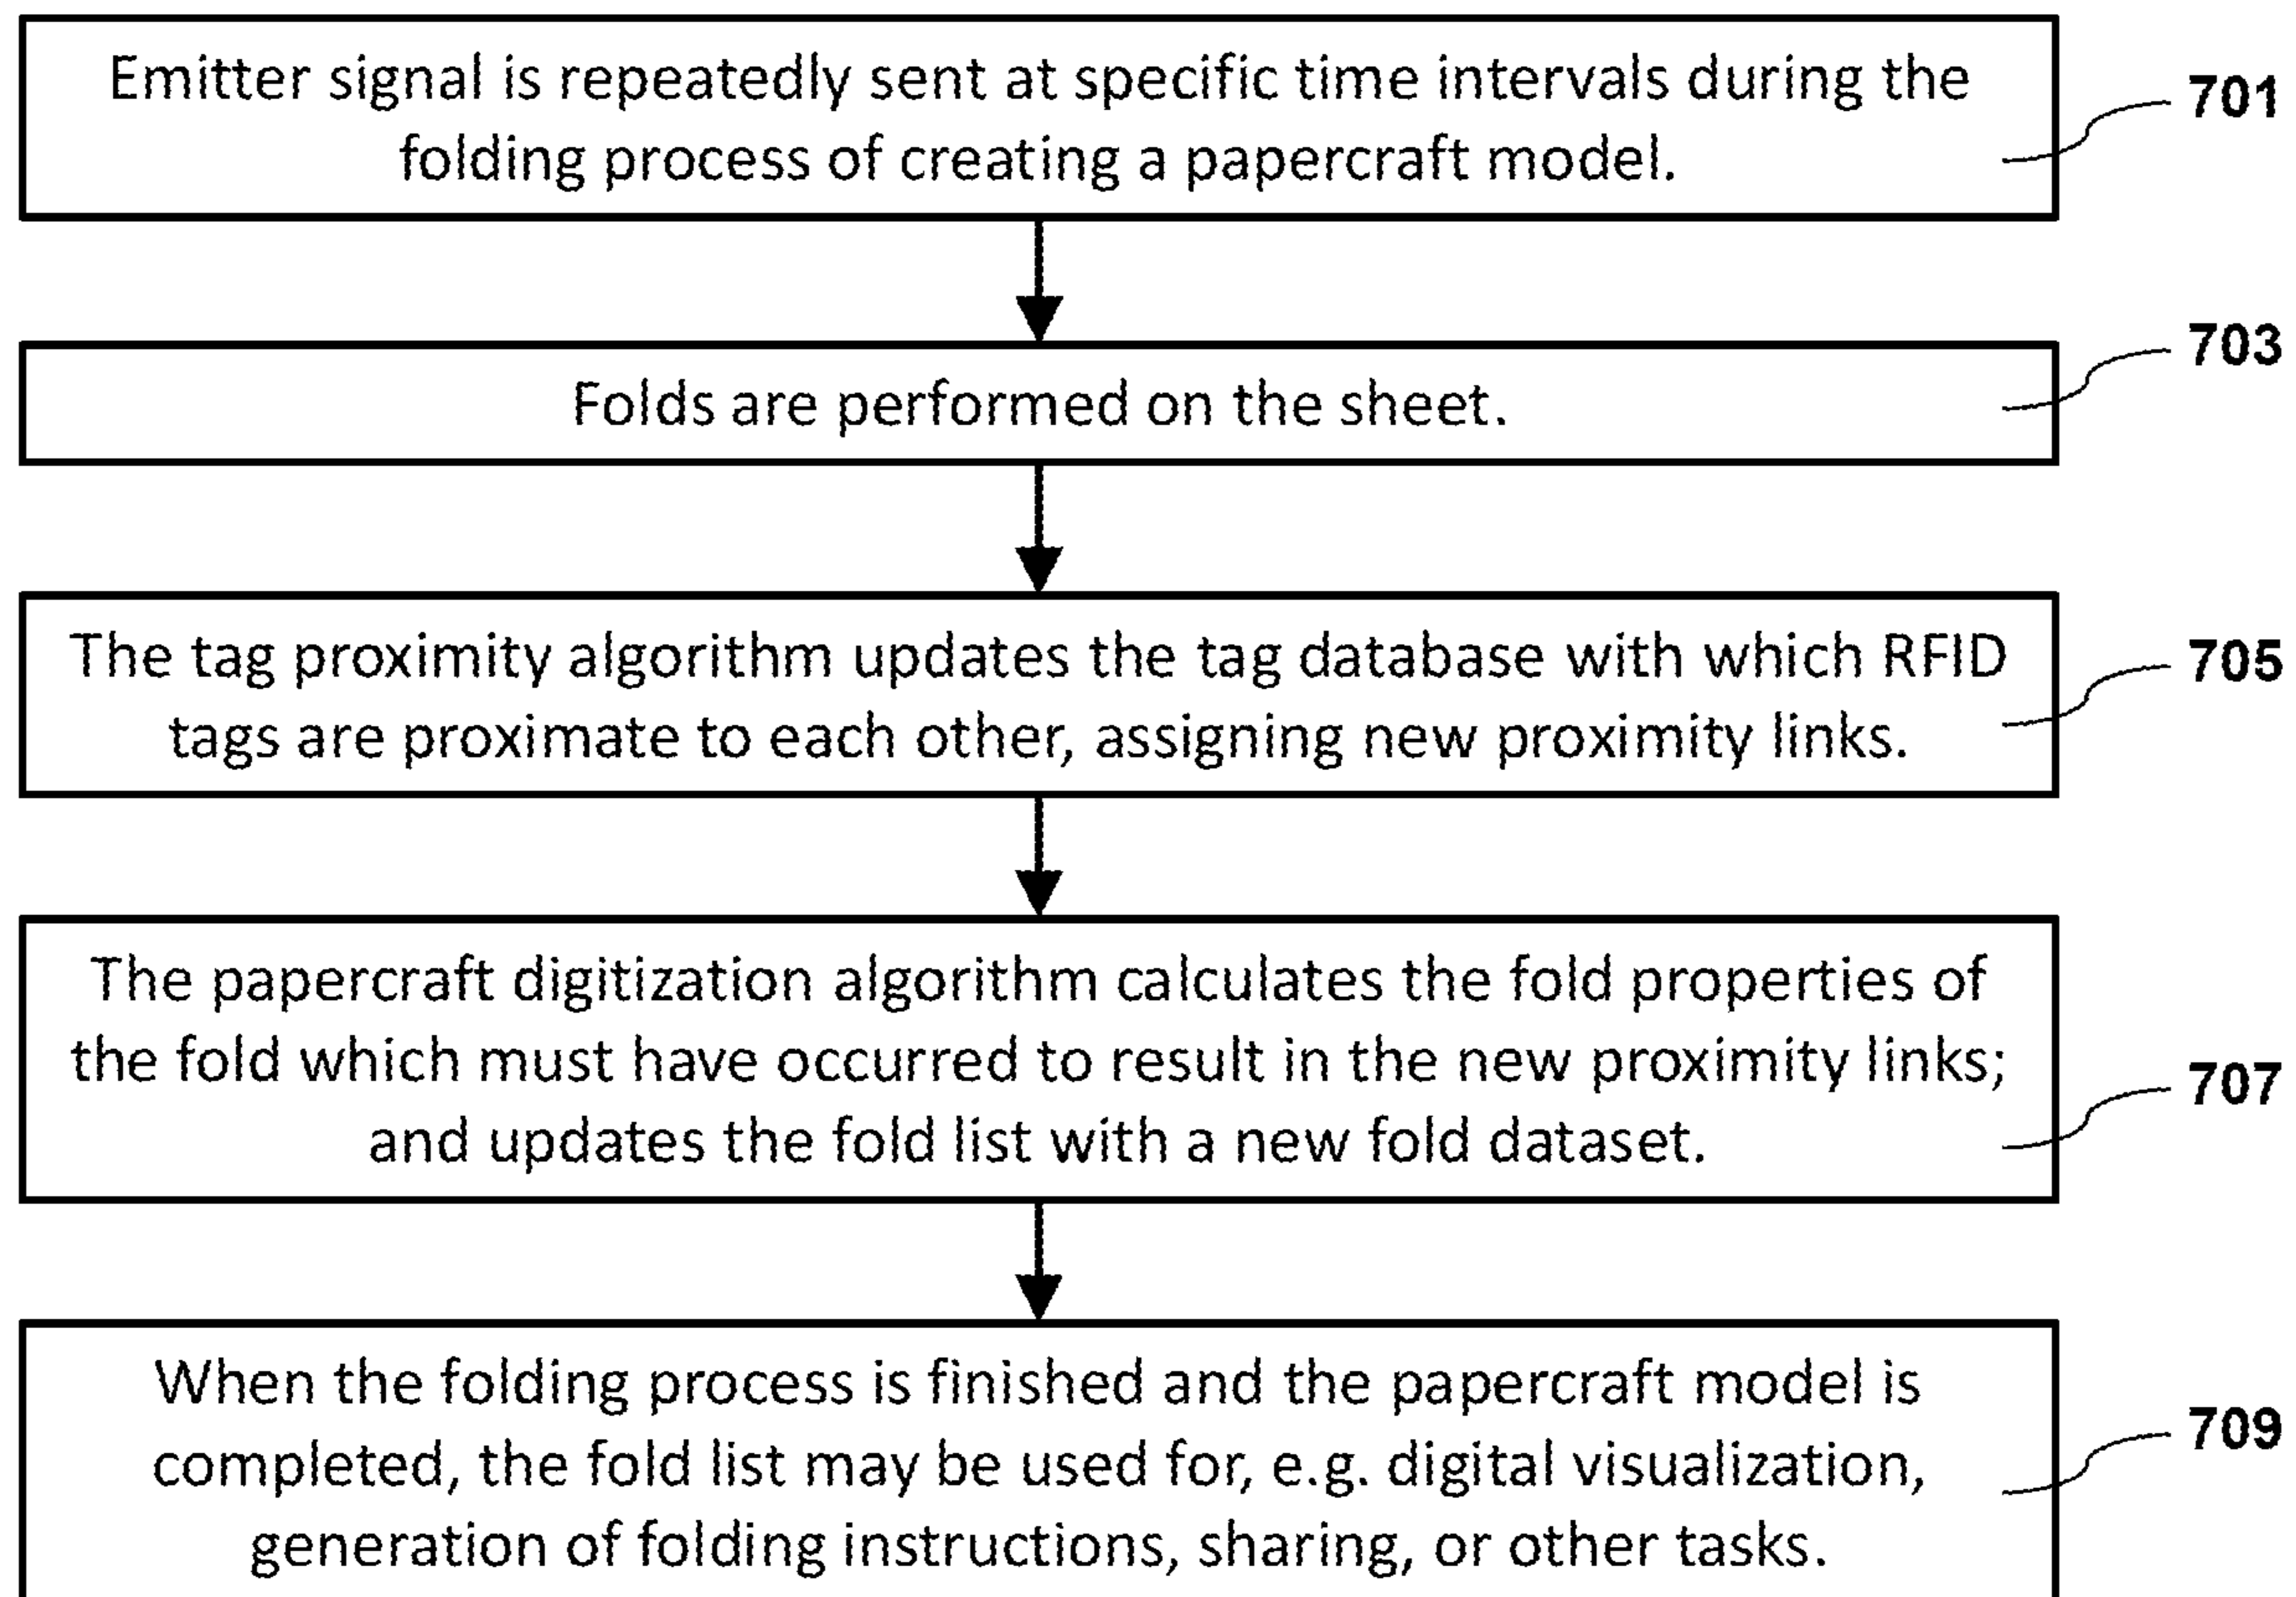 Emitter signal is repeatedly sent at specific time intervals during the
folding process of creating a papercraft model.
701
Folds are performed on the sheet.
703
The tag proximity algorithm updates the tag database with which RFID
tags are proximate to each other, assigning new proximity links.
705
The papercraft digitization algorithm calculates the fold properties of
the fold which must have occurred to result in the new proximity links;
and updates the fold list with a new fold dataset.
707
When the folding process is finished and the papercraft model is
completed, the fold list may be used for, e.g. digital visualization,
generation of folding instructions, sharing, or other tasks.
709